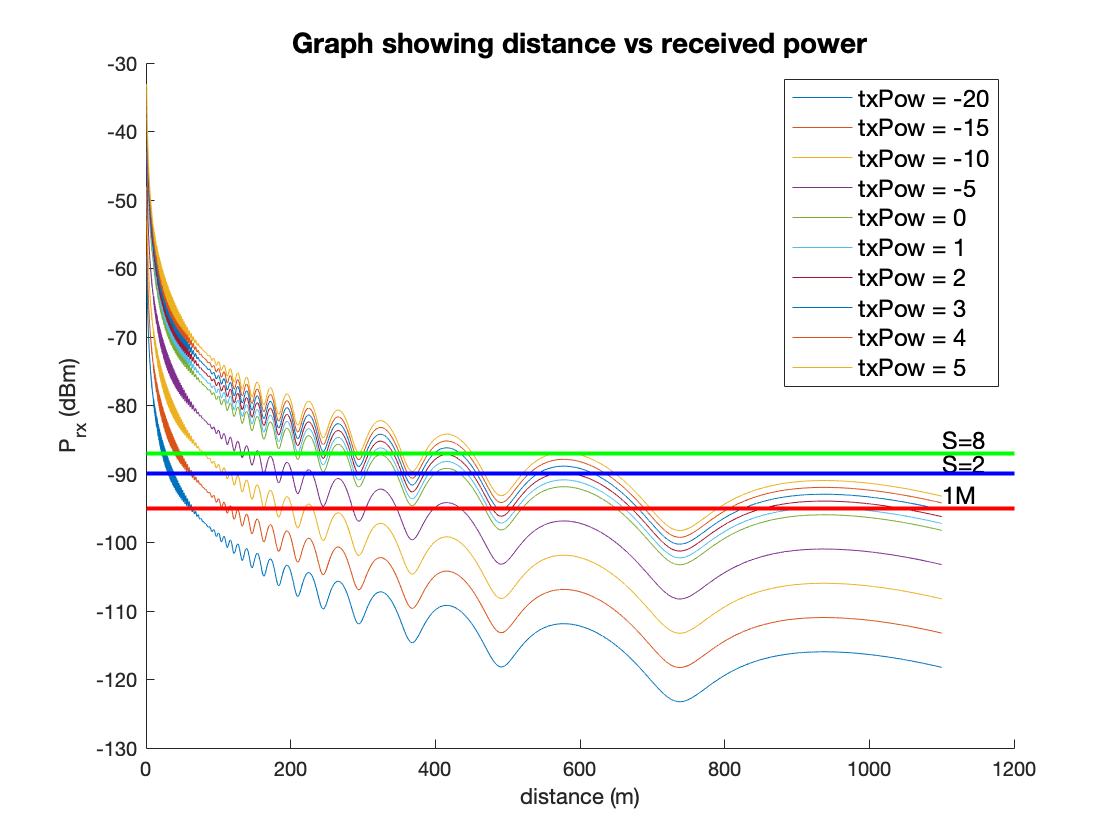 Graph showing distance vs received power
-30
-40
-50
-60
-70
-80
-90
-100
-110
-120
-130
P_rx (dBm)
txPow = -20
txPow = -15
txPow = -10
txPow = -5
txPow = 0
txPow = 1
txPow = 2
txPow = 3
txPow = 4
txPow = 5
S=8
S=2
1M
0 200 400 600 800 1000 1200
distance (m)